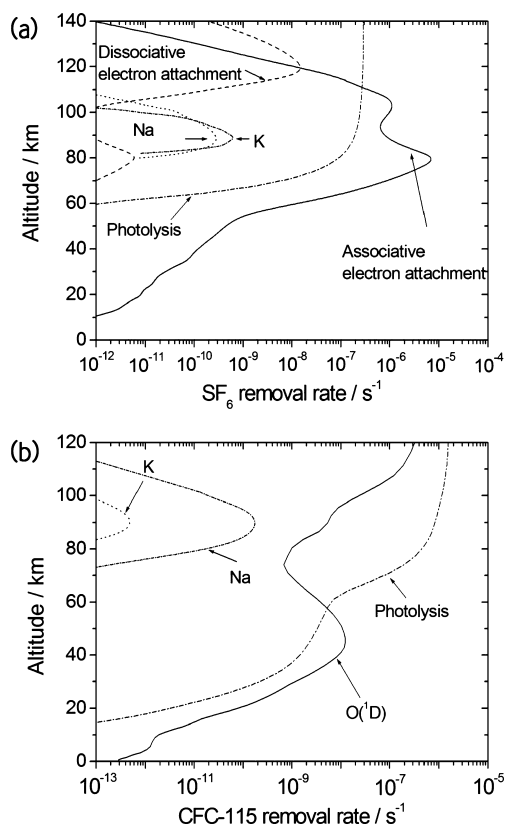 (a)
140
120
100
80
60
40
20
0
Altitude / km
Dissociative
electron attachment
Na
K
Photolysis
Associative
electron attachment
10⁻¹² 10⁻¹¹ 10⁻¹⁰ 10⁻⁹ 10⁻⁸ 10⁻⁷ 10⁻⁶ 10⁻⁵ 10⁻⁴
SF₆ removal rate / s⁻¹
(b)
120
100
80
60
40
20
0
Altitude / km
K
Na
Photolysis
O(¹D)
10⁻¹³ 10⁻¹¹ 10⁻⁹ 10⁻⁷ 10⁻⁵
CFC-115 removal rate / s⁻¹